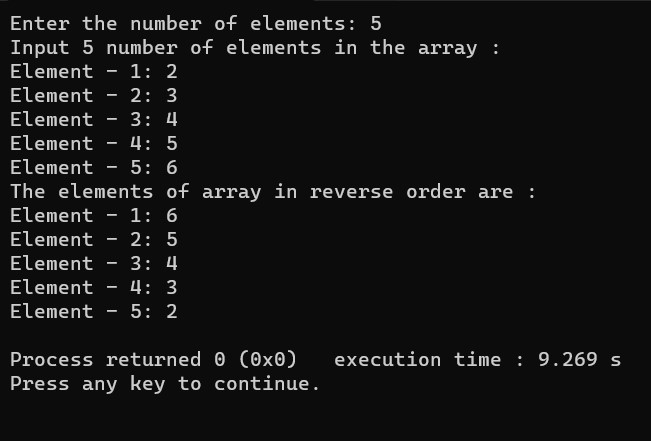 Enter the number of elements: 5
Input 5 number of elements in the array :
Element - 1: 2
Element - 2: 3
Element - 3: 4
Element - 4: 5
Element - 5: 6
The elements of array in reverse order are :
Element - 1: 6
Element - 2: 5
Element - 3: 4
Element - 4: 3
Element - 5: 2
Process returned 0 (0x0)   execution time : 9.269 s
Press any key to continue.